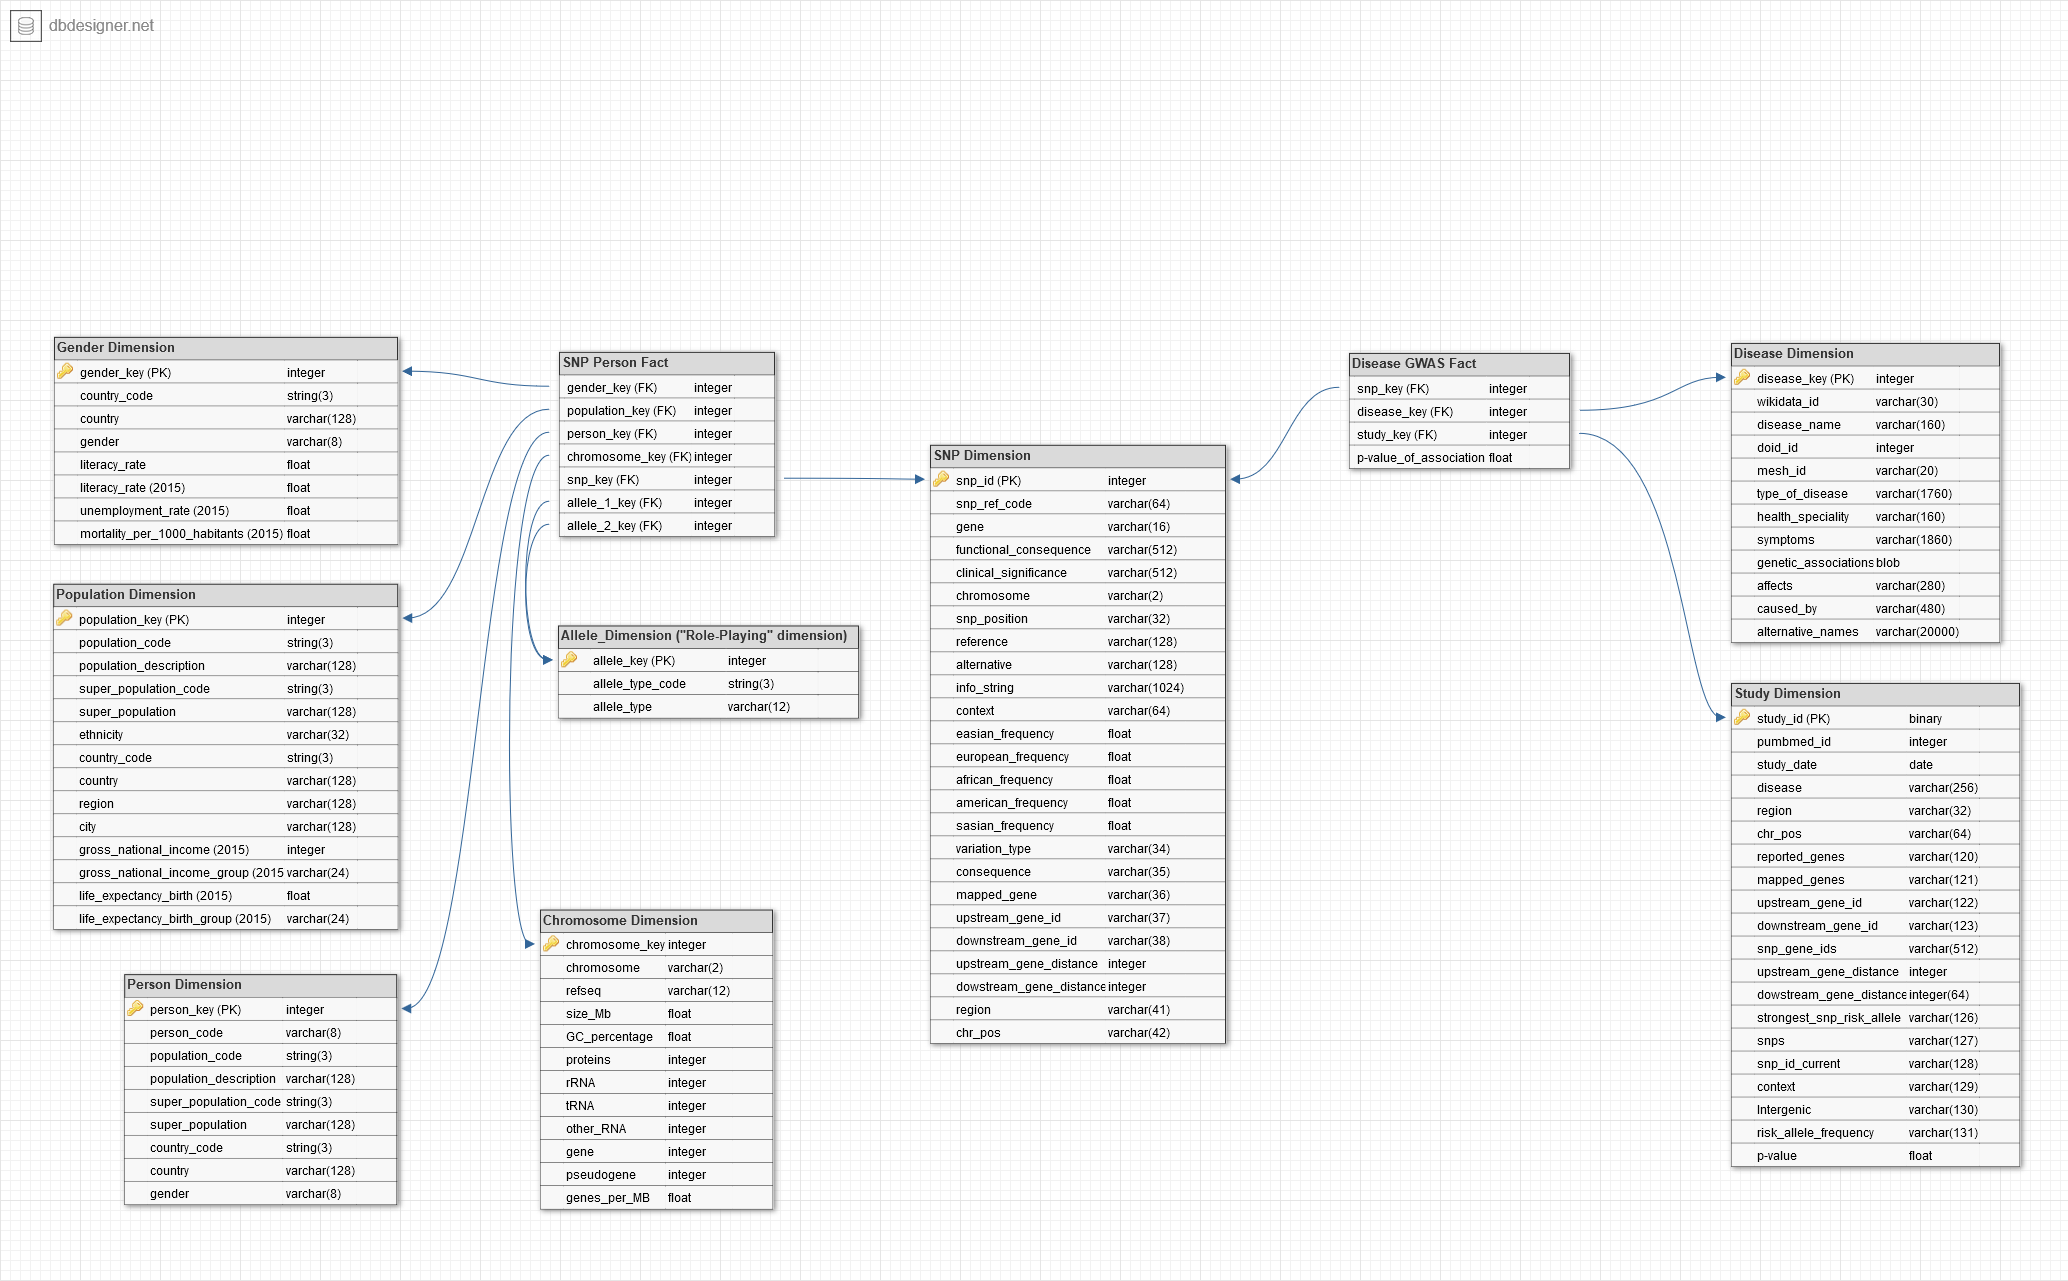 dbdesigner.net
Gender Dimension
gender_key (PK) integer
country_code string(3)
country varchar(128)
gender varchar(8)
literacy_rate float
literacy_rate (2015) float
unemployment_rate (2015) float
mortality_per_1000_habitants (2015) float
Population Dimension
population_key (PK) integer
population_code string(3)
population_description varchar(128)
super_population_code string(3)
super_population varchar(128)
ethnicity varchar(32)
country_code string(3)
country varchar(128)
region varchar(128)
city varchar(128)
gross_national_income (2015) integer
gross_national_income_group (2015 varchar(24)
life_expectancy_birth (2015) float
life_expectancy_birth_group (2015) varchar(24)
Person Dimension
person_key (PK) integer
person_code varchar(8)
population_code string(3)
population_description varchar(128)
super_population_code string(3)
super_population varchar(128)
country_code string(3)
country varchar(128)
gender varchar(8)
SNP Person Fact
gender_key (FK) integer
population_key (FK) integer
person_key (FK) integer
chromosome_key (FK) integer
snp_key (FK) integer
allele_1_key (FK) integer
allele_2_key (FK) integer
Allele_Dimension ("Role-Playing" dimension)
allele_key (PK) integer
allele_type_code string(3)
allele_type varchar(12)
Chromosome Dimension
chromosome_key integer
chromosome varchar(2)
refseq varchar(12)
size_Mb float
GC_percentage float
proteins integer
rRNA integer
tRNA integer
other_RNA integer
gene integer
pseudogene integer
genes_per_MB float
SNP Dimension
snp_id (PK) integer
snp_ref_code varchar(64)
gene varchar(16)
functional_consequence varchar(512)
clinical_significance varchar(512)
chromosome varchar(2)
snp_position varchar(32)
reference varchar(128)
alternative varchar(128)
info_string varchar(1024)
context varchar(64)
easian_frequency float
european_frequency float
african_frequency float
american_frequency float
sasian_frequency float
variation_type varchar(34)
consequence varchar(35)
mapped_gene varchar(36)
upstream_gene_id varchar(37)
downstream_gene_id varchar(38)
upstream_gene_distance integer
dowstream_gene_distance integer
region varchar(41)
chr_pos varchar(42)
Disease GWAS Fact
snp_key (FK) integer
disease_key (FK) integer
study_key (FK) integer
p-value_of_association float
Disease Dimension
disease_key (PK) integer
wikidata_id varchar(30)
disease_name varchar(160)
doid_id integer
mesh_id varchar(20)
type_of_disease varchar(1760)
health_speciality varchar(160)
symptoms varchar(1860)
genetic_associations blob
affects varchar(280)
caused_by varchar(480)
alternative_names varchar(20000)
Study Dimension
study_id (PK) binary
pumbmed_id integer
study_date date
disease varchar(256)
region varchar(32)
chr_pos varchar(64)
reported_genes varchar(120)
mapped_genes varchar(121)
upstream_gene_id varchar(122)
downstream_gene_id varchar(123)
snp_gene_ids varchar(512)
upstream_gene_distance integer
dowstream_gene_distance integer(64)
strongest_snp_risk_allele varchar(126)
snps varchar(127)
snp_id_current varchar(128)
context varchar(129)
Intergenic varchar(130)
risk_allele_frequency varchar(131)
p-value float